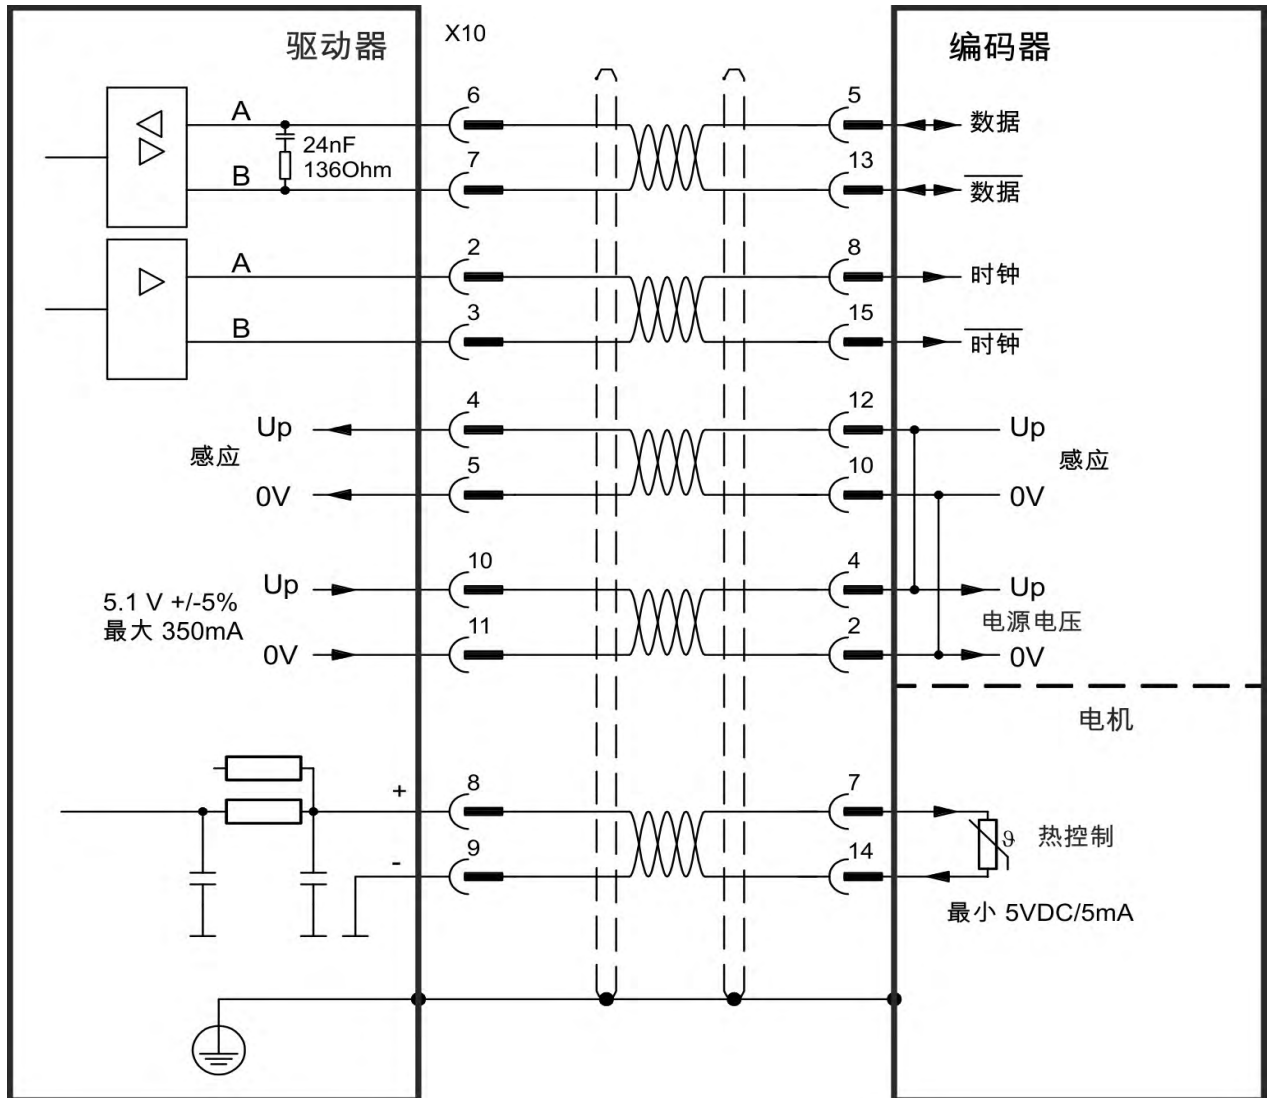 驱动器
X10
编码器
A
6
5
数据
24nF
136Ohm
B
7
13
数据
A
2
8
时钟
B
3
15
时钟
Up
4
12
Up
感应
感应
0V
5
10
0V
Up
10
4
Up
5.1 V +/-5%
最大 350mA
电源电压
0V
11
2
0V
电机
+
8
7
ϑ
热控制
-
9
14
最小 5VDC/5mA